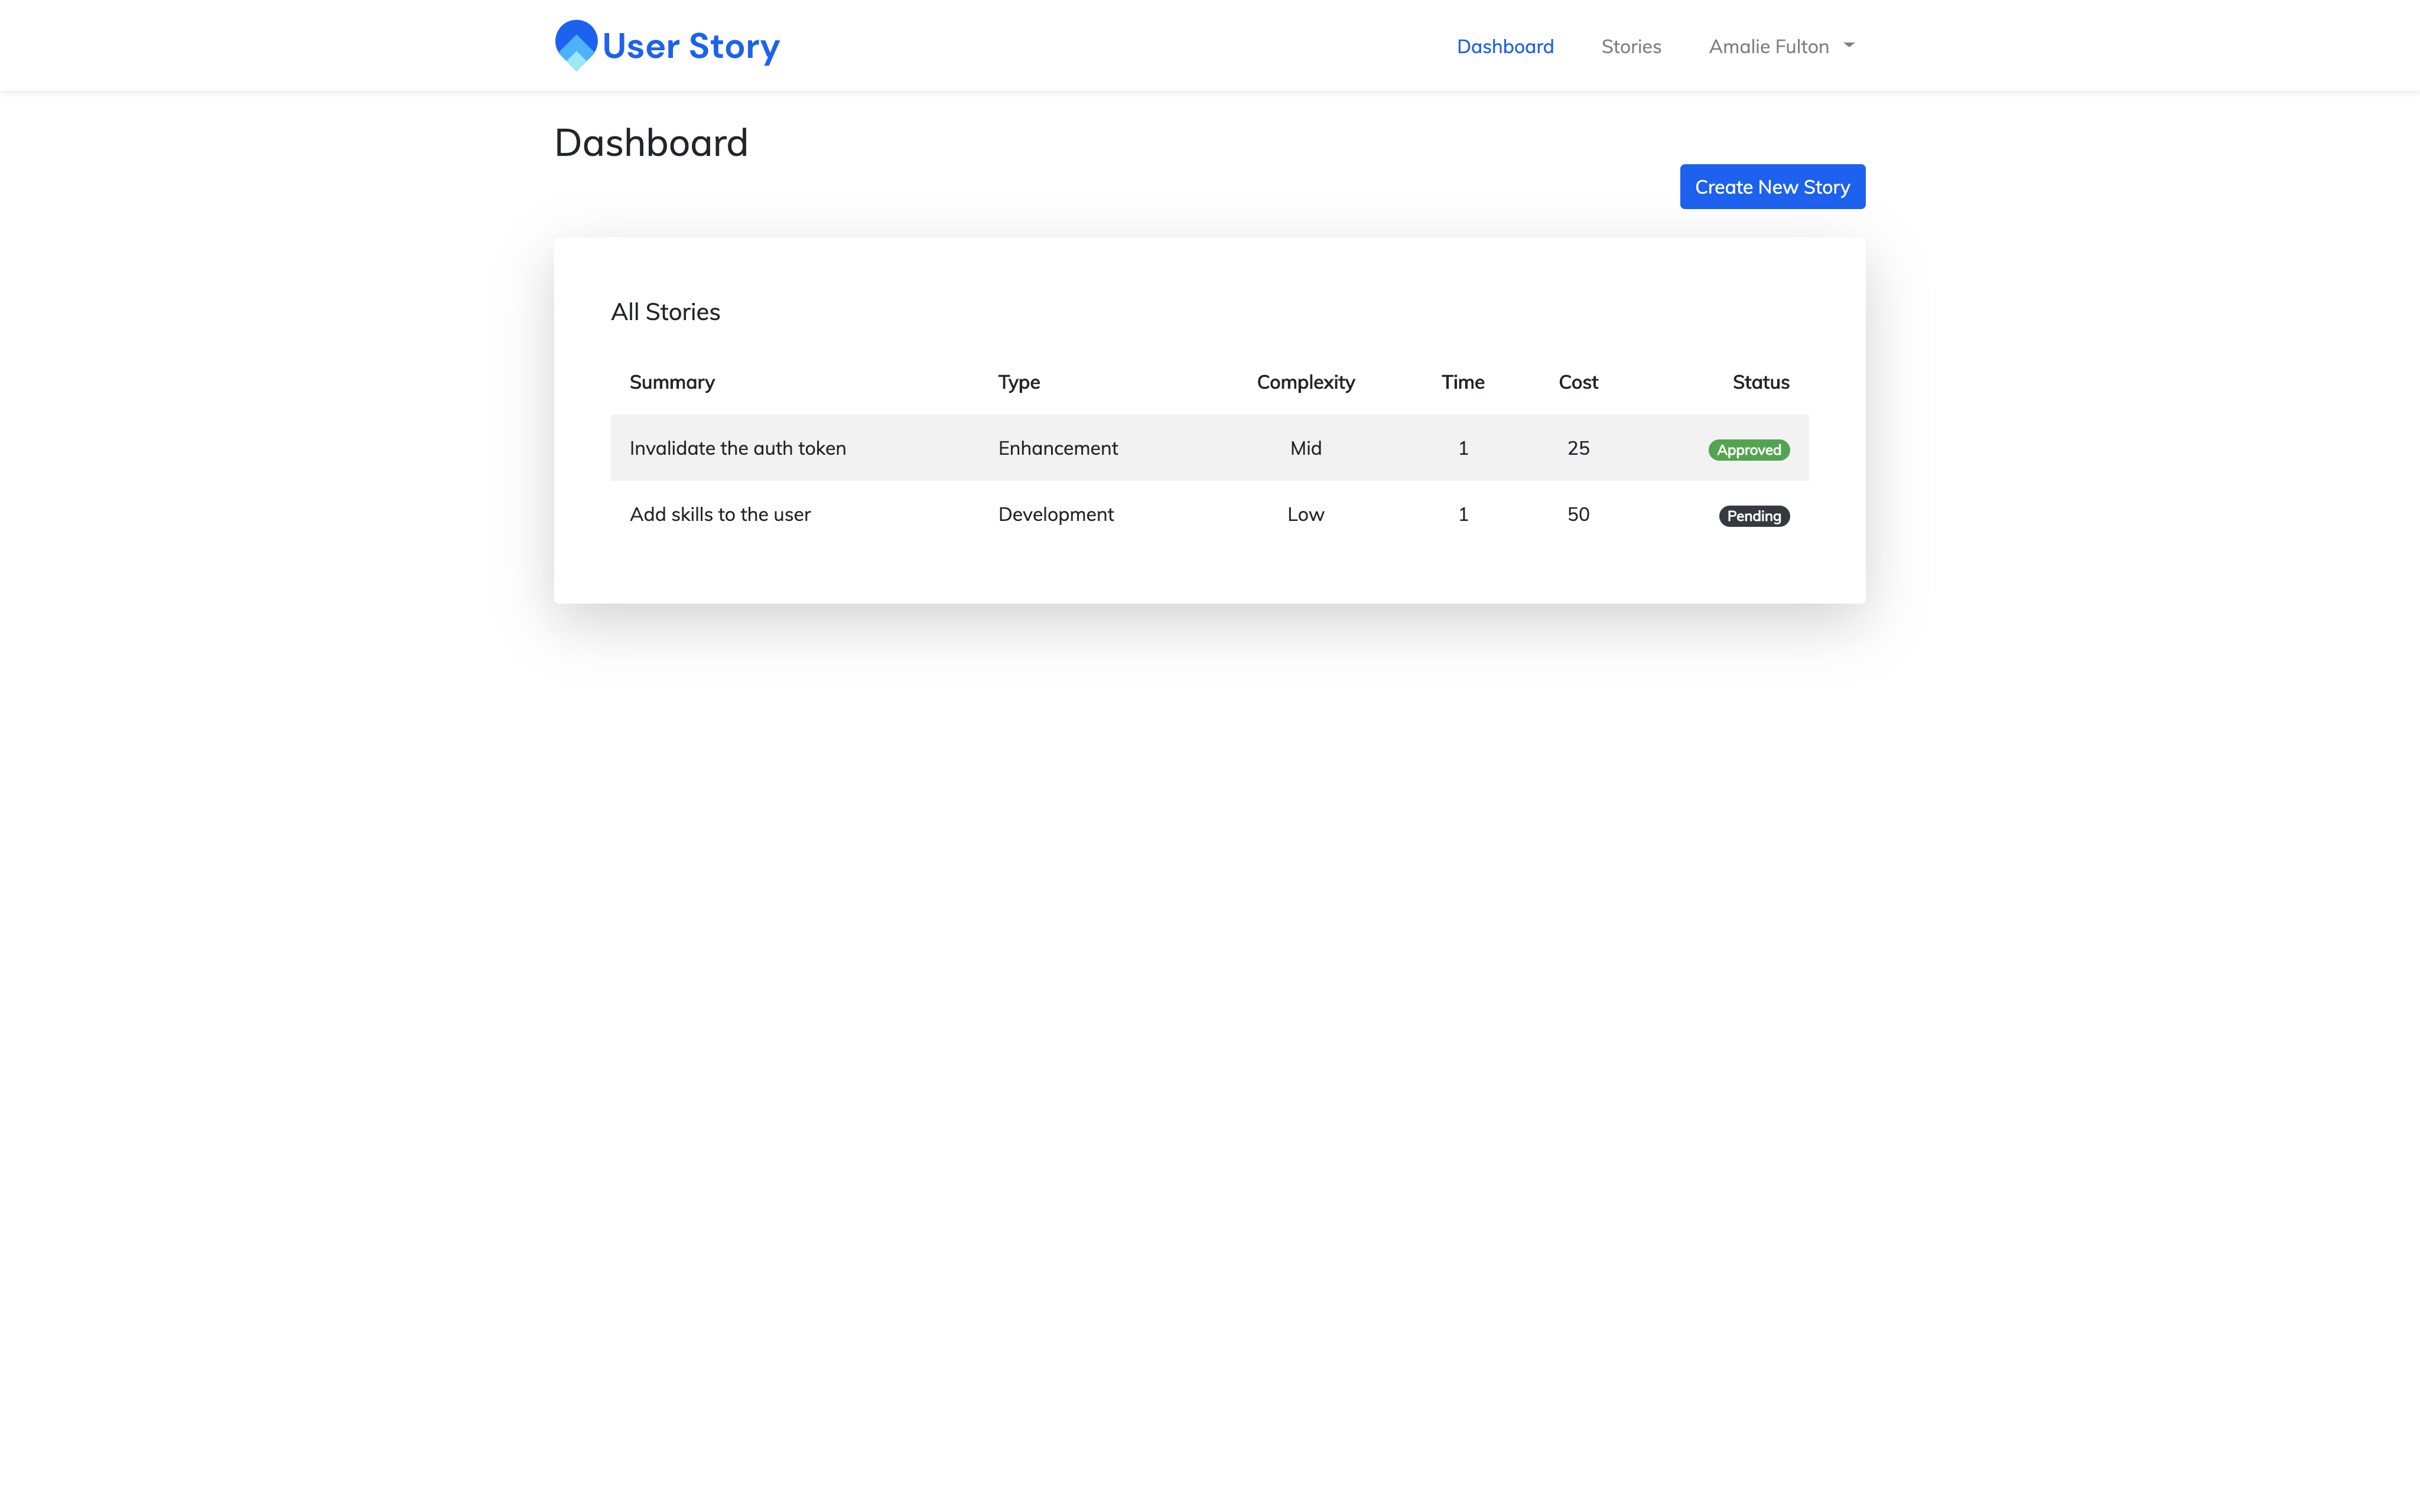 User Story
Dashboard Stories Amalie Fulton
Dashboard
Create New Story
All Stories
Summary Type Complexity Time Cost Status
Invalidate the auth token Enhancement Mid 1 25 Approved
Add skills to the user Development Low 1 50 Pending